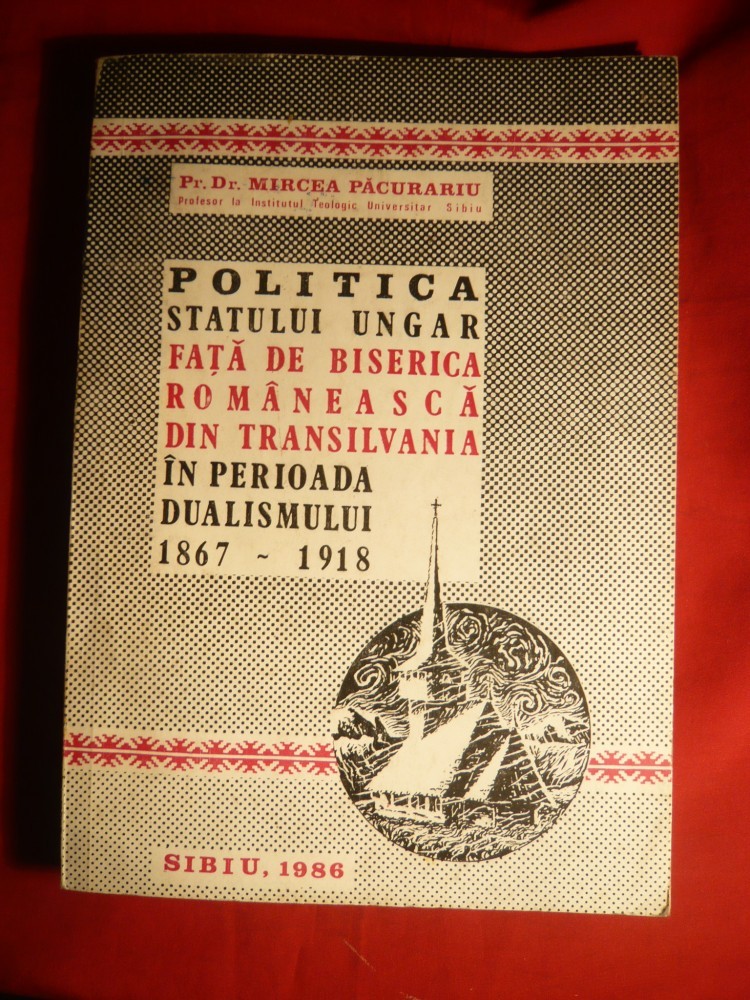 Pr. Dr. MIRCEA PĂCURARIU
Profesor la Institutul Teologic Universitar Sibiu
POLITICA
STATULUI UNGAR
FAȚĂ DE BISERICA
ROMÂNEASCĂ
DIN TRANSILVANIA
ÎN PERIOADA
DUALISMULUI
1867 - 1918
SIBIU, 1986